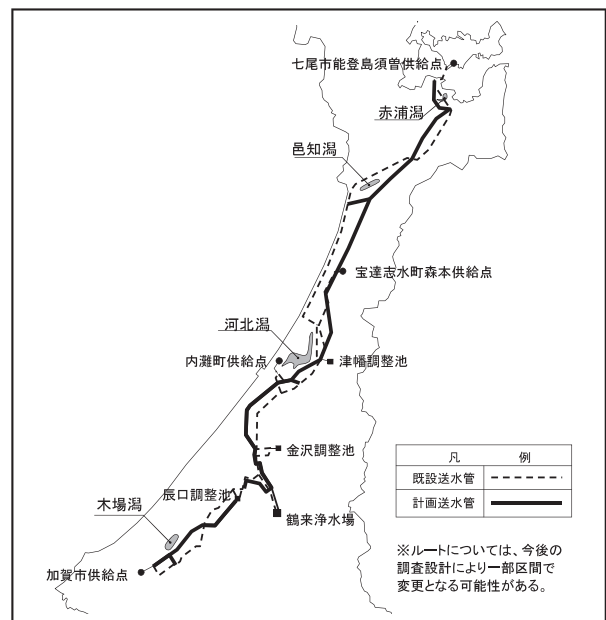 七尾市能登島須曽供給点
赤浦潟
邑知潟
宝達志水町森本供給点
河北潟
内灘町供給点
津幡調整池
金沢調整池
辰口調整池
鶴来浄水場
木場潟
加賀市供給点
凡 例
既設送水管
計画送水管
※ルートについては、今後の
調査設計により一部区間で
変更となる可能性がある。